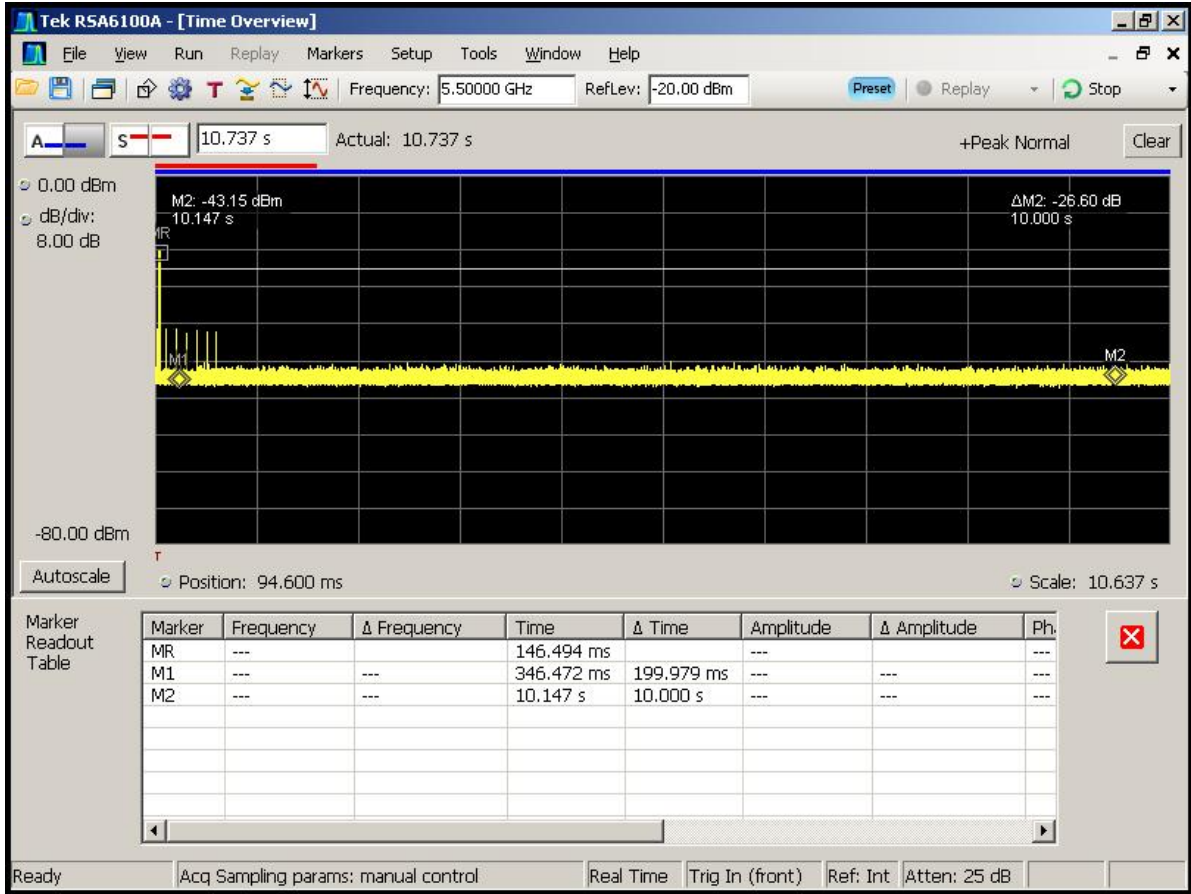 Tek RSA6100A - [Time Overview]
File View Run Replay Markers Setup Tools Window Help
T Frequency: 5.50000 GHz RefLev: -20.00 dBm Preset Replay Stop
A S 10.737 s Actual: 10.737 s +Peak Normal Clear
0.00 dBm
dB/div:
8.00 dB
M2: -43.15 dBm
10.147 s
ΔM2: -26.60 dB
10.000 s
MR
M1
M2
-80.00 dBm
T
Autoscale Position: 94.600 ms Scale: 10.637 s
Marker
Readout
Table
Marker Frequency Δ Frequency Time Δ Time Amplitude Δ Amplitude Ph.
MR --- 146.494 ms --- ---
M1 --- --- 346.472 ms 199.979 ms --- --- ---
M2 --- --- 10.147 s 10.000 s --- --- ---
Ready Acq Sampling params: manual control Real Time Trig In (front) Ref: Int Atten: 25 dB